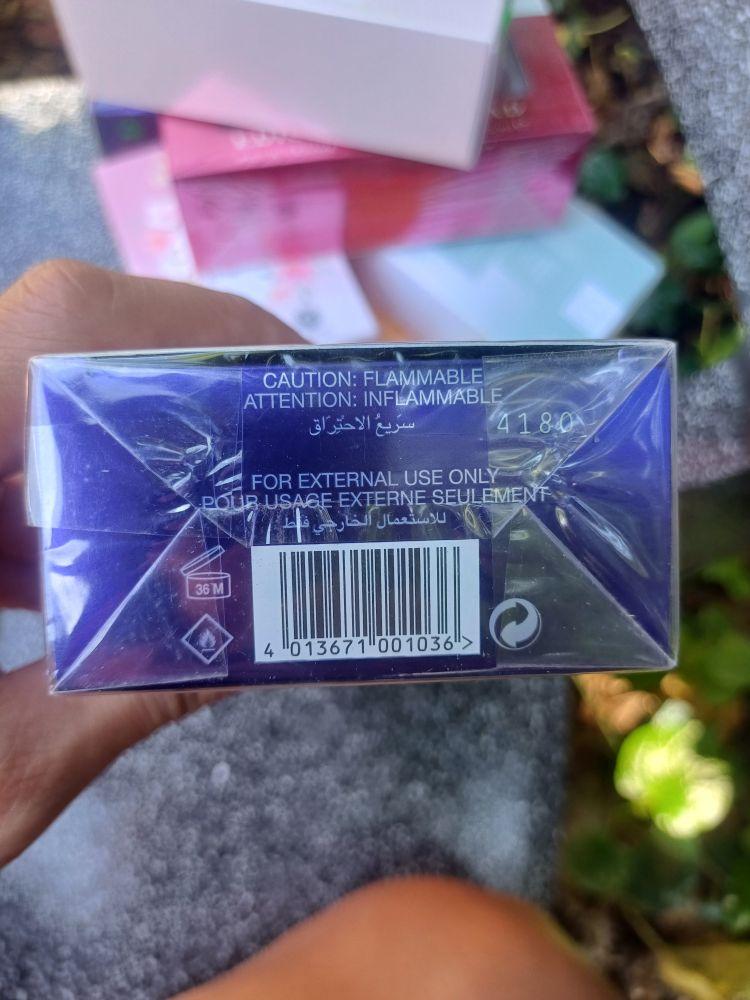 CAUTION: FLAMMABLE
ATTENTION: INFLAMMABLE
سَريعُ الاحتِراق
4180
FOR EXTERNAL USE ONLY
POUR USAGE EXTERNE SEULEMENT
للاستعمال الخارجي فقط
36 M
4 013671 001036 >